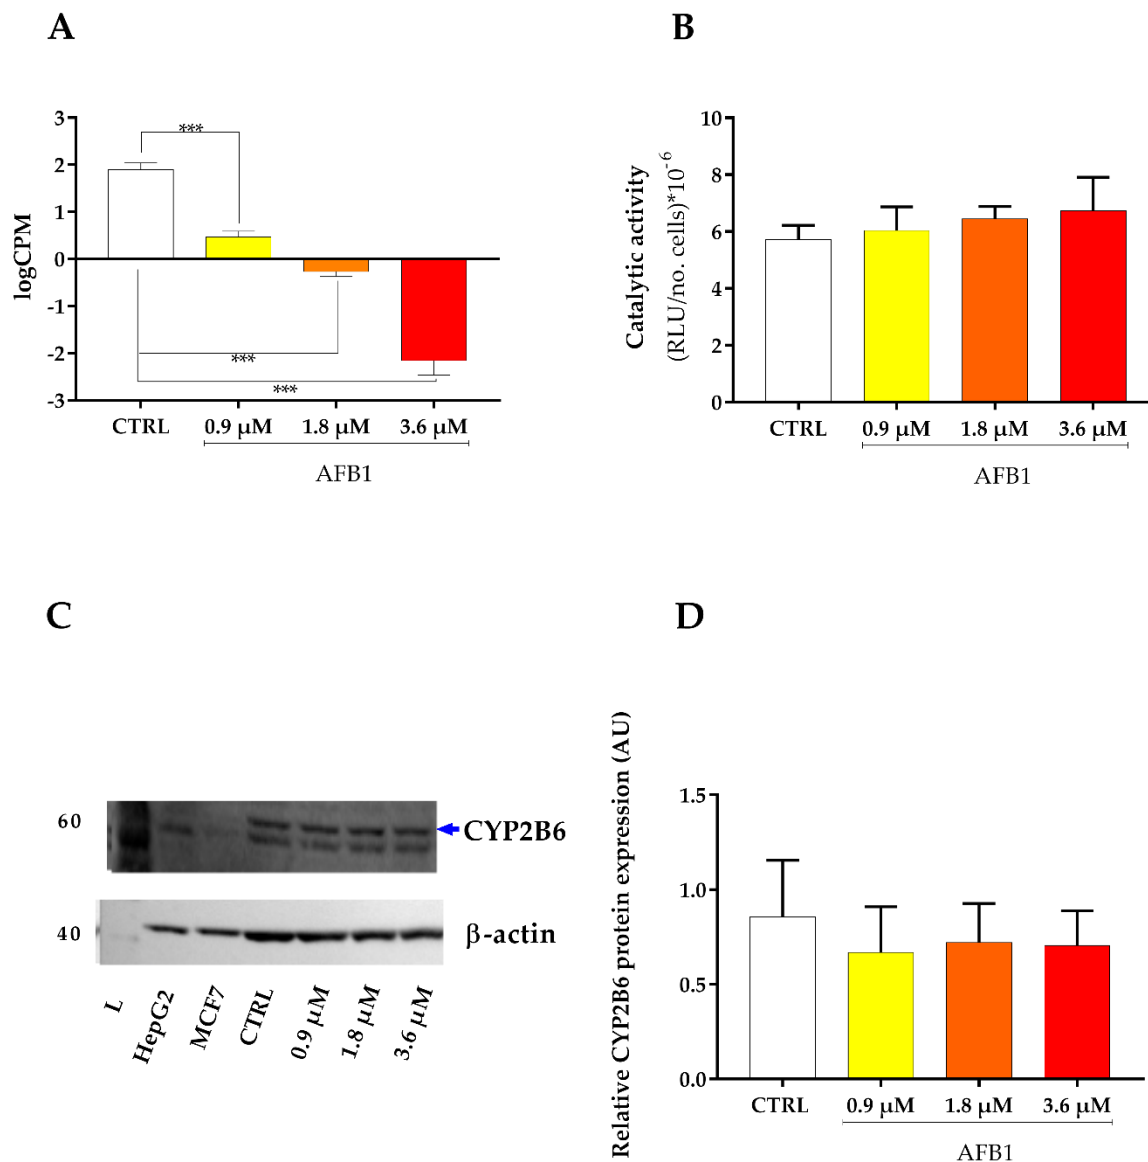 A
logCPM
3
2
1
0
-1
-2
-3
***
***
***
CTRL 0.9 μM 1.8 μM 3.6 μM
AFB1
B
Catalytic activity
(RLU/no. cells)*10-6
10
8
6
4
2
0
CTRL 0.9 μM 1.8 μM 3.6 μM
AFB1
C
60
CYP2B6
40
β-actin
L HepG2 MCF7 CTRL 0.9 μM 1.8 μM 3.6 μM
D
Relative CYP2B6 protein expression (AU)
1.5
1.0
0.5
0.0
CTRL 0.9 μM 1.8 μM 3.6 μM
AFB1